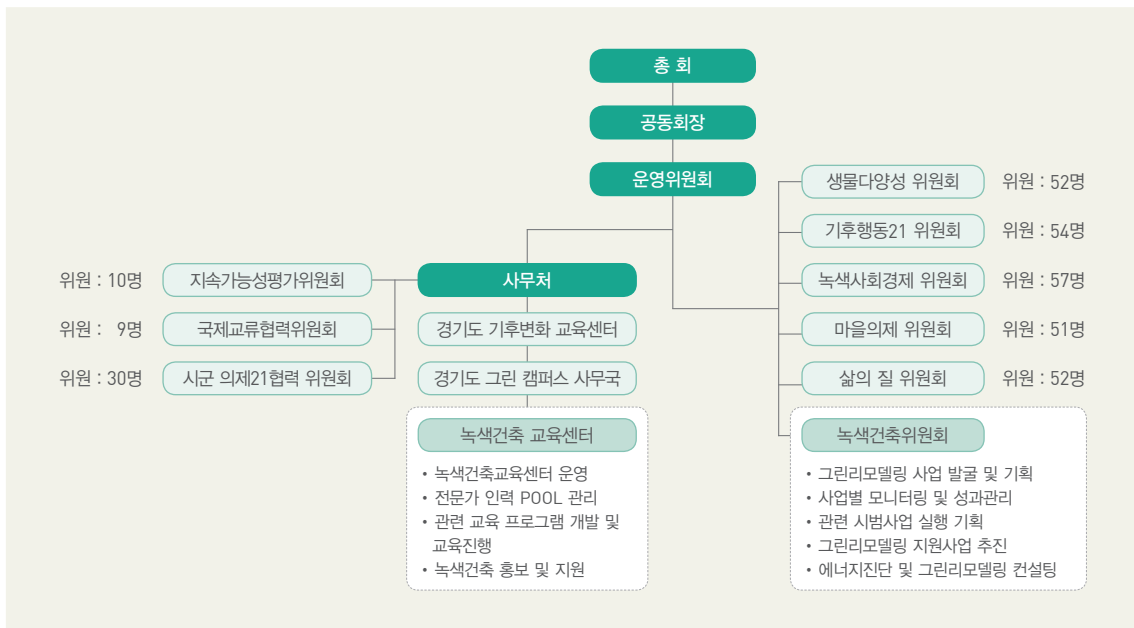 총 회
공동회장
운영위원회
생물다양성 위원회 위원 : 52명
기후행동21 위원회 위원 : 54명
녹색사회경제 위원회 위원 : 57명
마을의제 위원회 위원 : 51명
삶의 질 위원회 위원 : 52명
위원 : 10명 지속가능성평가위원회
위원 : 9명 국제교류협력위원회
위원 : 30명 시군 의제21협력 위원회
사무처
경기도 기후변화 교육센터
경기도 그린 캠퍼스 사무국
녹색건축 교육센터
• 녹색건축교육센터 운영
• 전문가 인력 POOL 관리
• 관련 교육 프로그램 개발 및
교육진행
• 녹색건축 홍보 및 지원
녹색건축위원회
• 그린리모델링 사업 발굴 및 기획
• 사업별 모니터링 및 성과관리
• 관련 시범사업 실행 기획
• 그린리모델링 지원사업 추진
• 에너지진단 및 그린리모델링 컨설팅